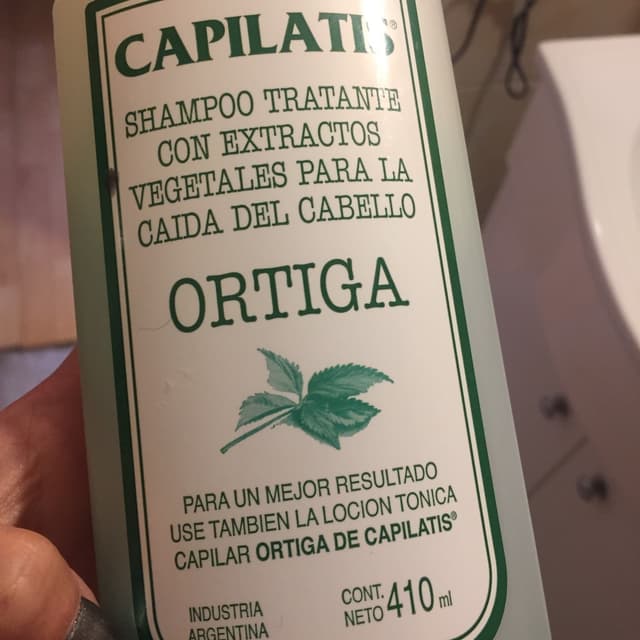 CAPILATIS®
SHAMPOO TRATANTE
CON EXTRACTOS
VEGETALES PARA LA
CAIDA DEL CABELLO
ORTIGA
PARA UN MEJOR RESULTADO
USE TAMBIEN LA LOCION TONICA
CAPILAR ORTIGA DE CAPILATIS®
INDUSTRIA
ARGENTINA
CONT.
NETO 410 ml